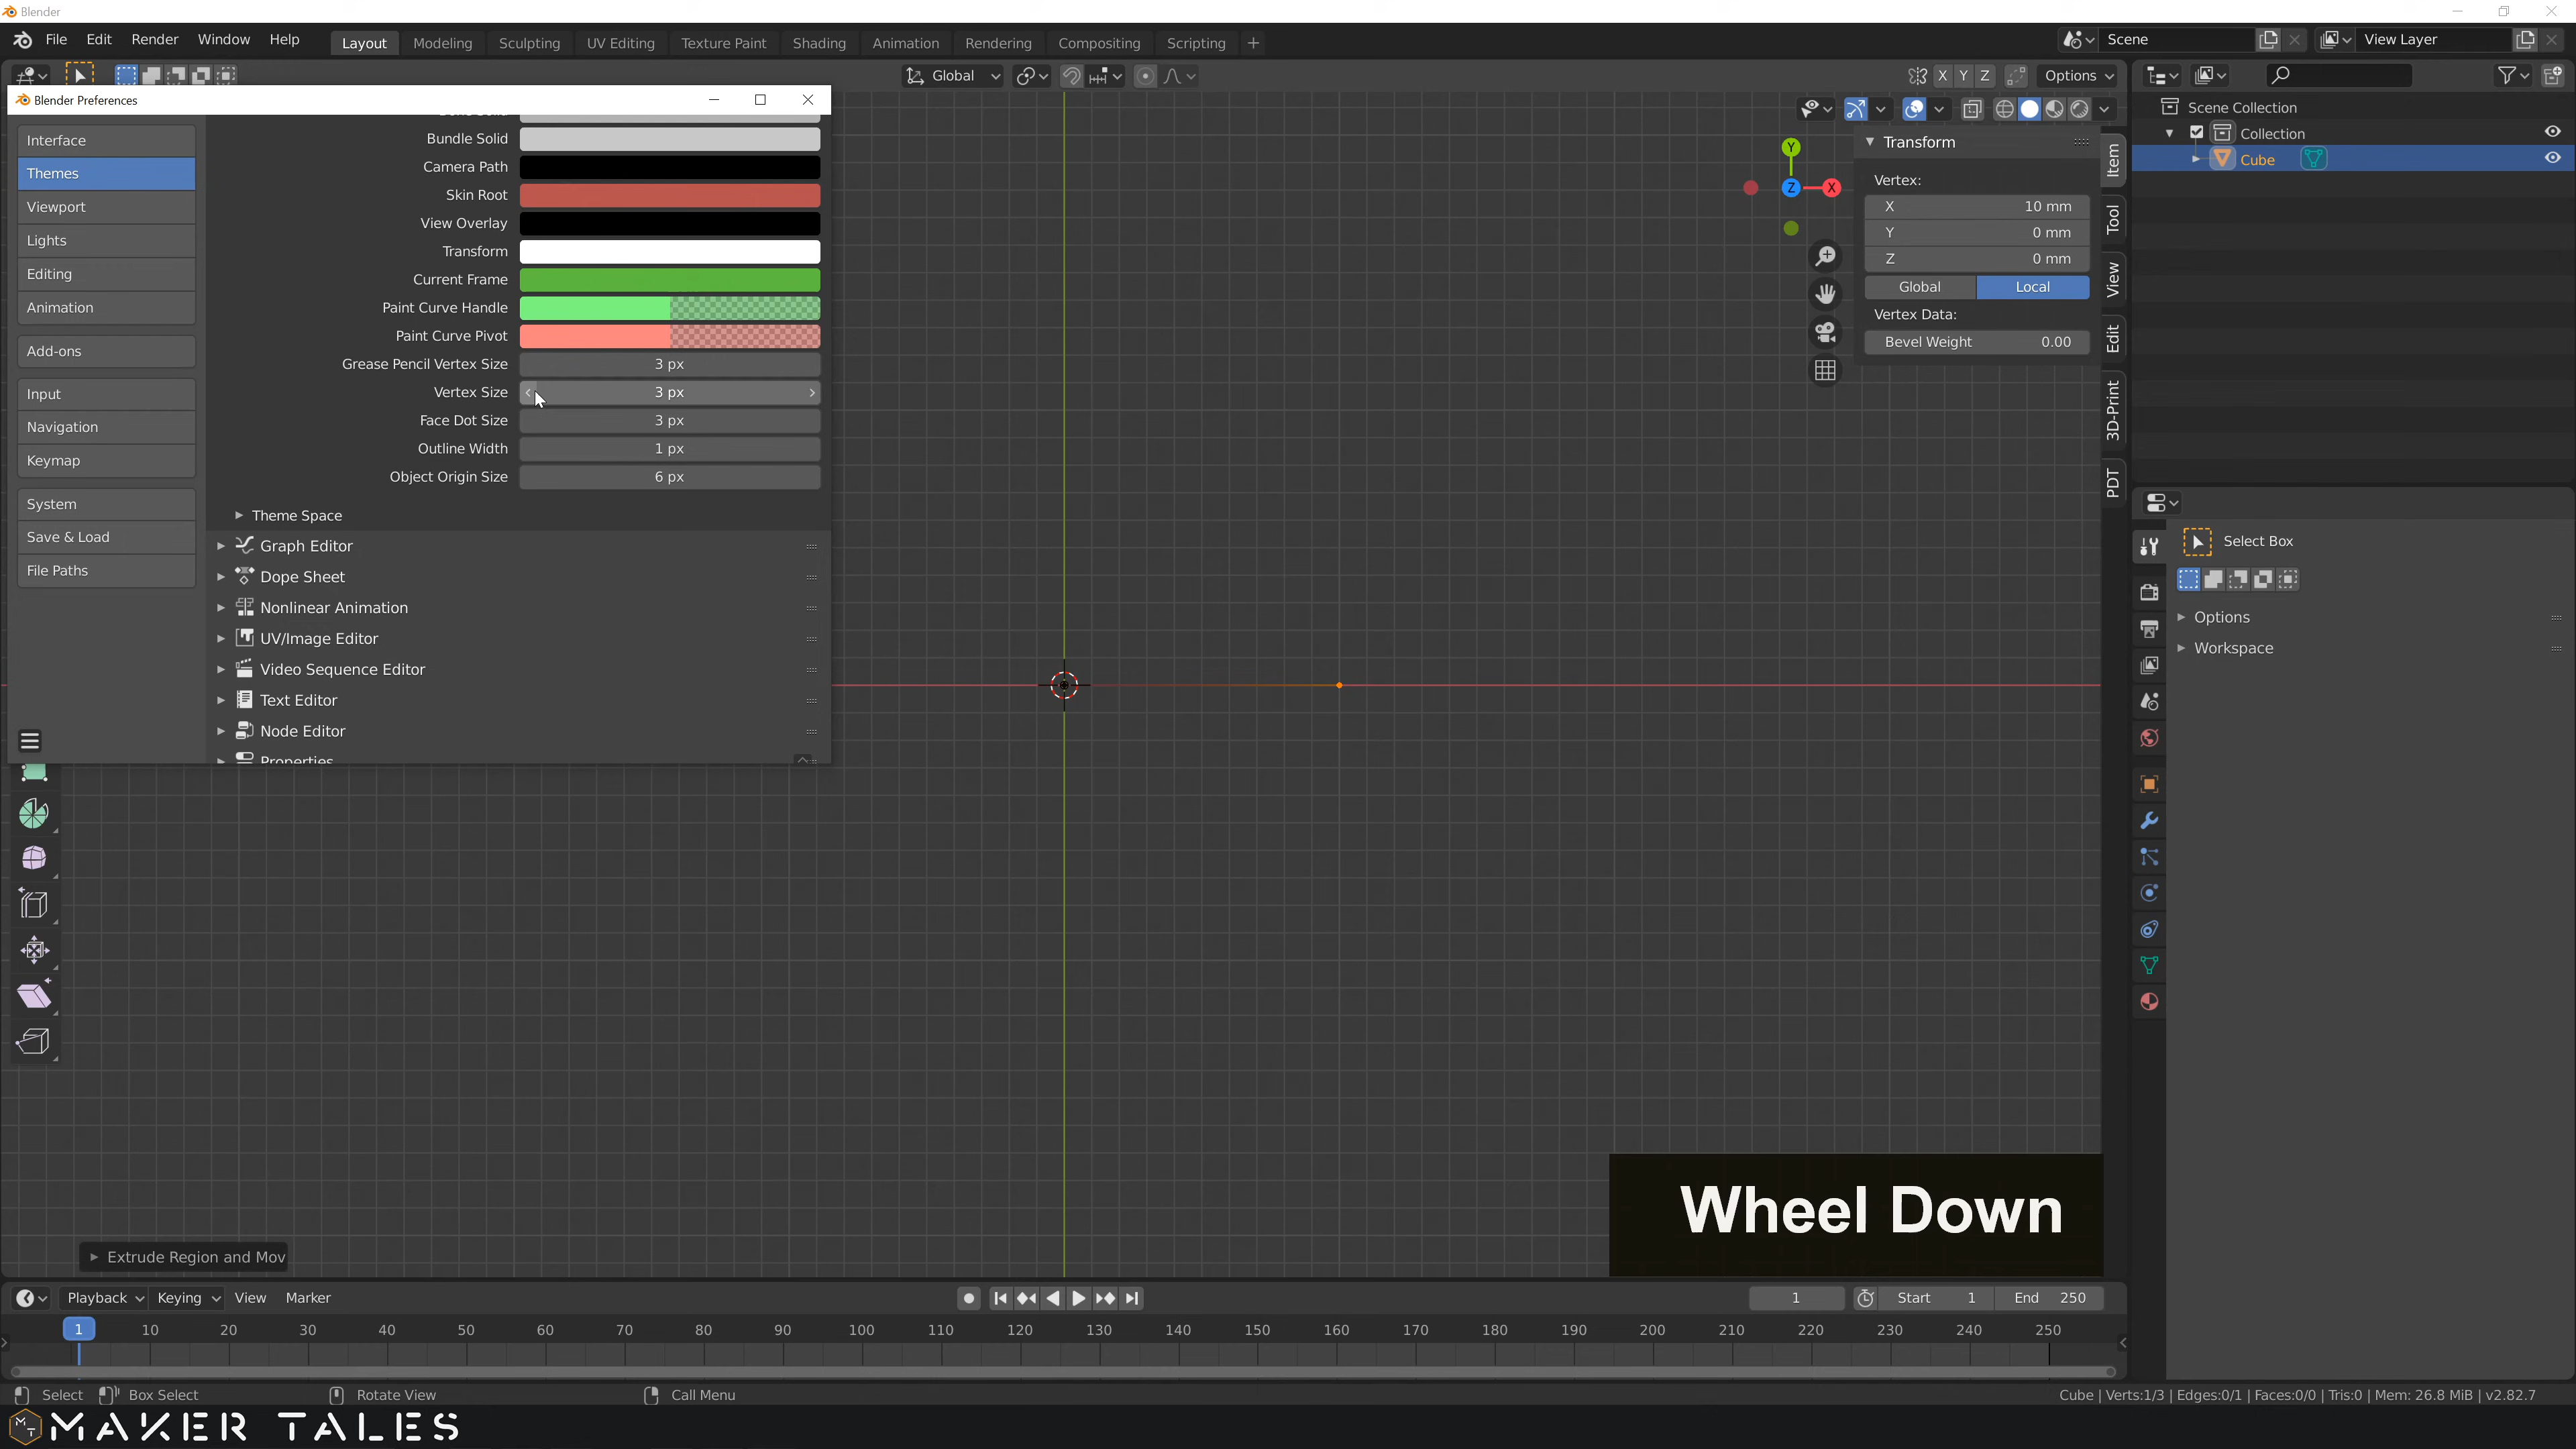 Blender
File Edit Render Window Help Layout Modeling Sculpting UV Editing Texture Paint Shading Animation Rendering Compositing Scripting + Scene View Layer
Global X Y Z Options
Blender Preferences
Interface
Themes
Viewport
Lights
Editing
Animation
Add-ons
Input
Navigation
Keymap
System
Save & Load
File Paths
Bundle Solid
Camera Path
Skin Root
View Overlay
Transform
Current Frame
Paint Curve Handle
Paint Curve Pivot
Grease Pencil Vertex Size 3 px
Vertex Size 3 px
Face Dot Size 3 px
Outline Width 1 px
Object Origin Size 6 px
Theme Space
Graph Editor
Dope Sheet
Nonlinear Animation
UV/Image Editor
Video Sequence Editor
Text Editor
Node Editor
Properties
Y
Z X
Transform
Vertex:
X 10 mm
Y 0 mm
Z 0 mm
Global Local
Vertex Data:
Bevel Weight 0.00
Item
Tool
View
Edit
3D-Print
PDT
Scene Collection
Collection
Cube
Select Box
Options
Workspace
Wheel Down
Extrude Region and Mov
Playback Keying View Marker 1 Start 1 End 250
1 10 20 30 40 50 60 70 80 90 100 110 120 130 140 150 160 170 180 190 200 210 220 230 240 250
Select Box Select Rotate View Call Menu Cube | Verts:1/3 | Edges:0/1 | Faces:0/0 | Tris:0 | Mem: 26.8 MiB | v2.82.7
MAKER TALES